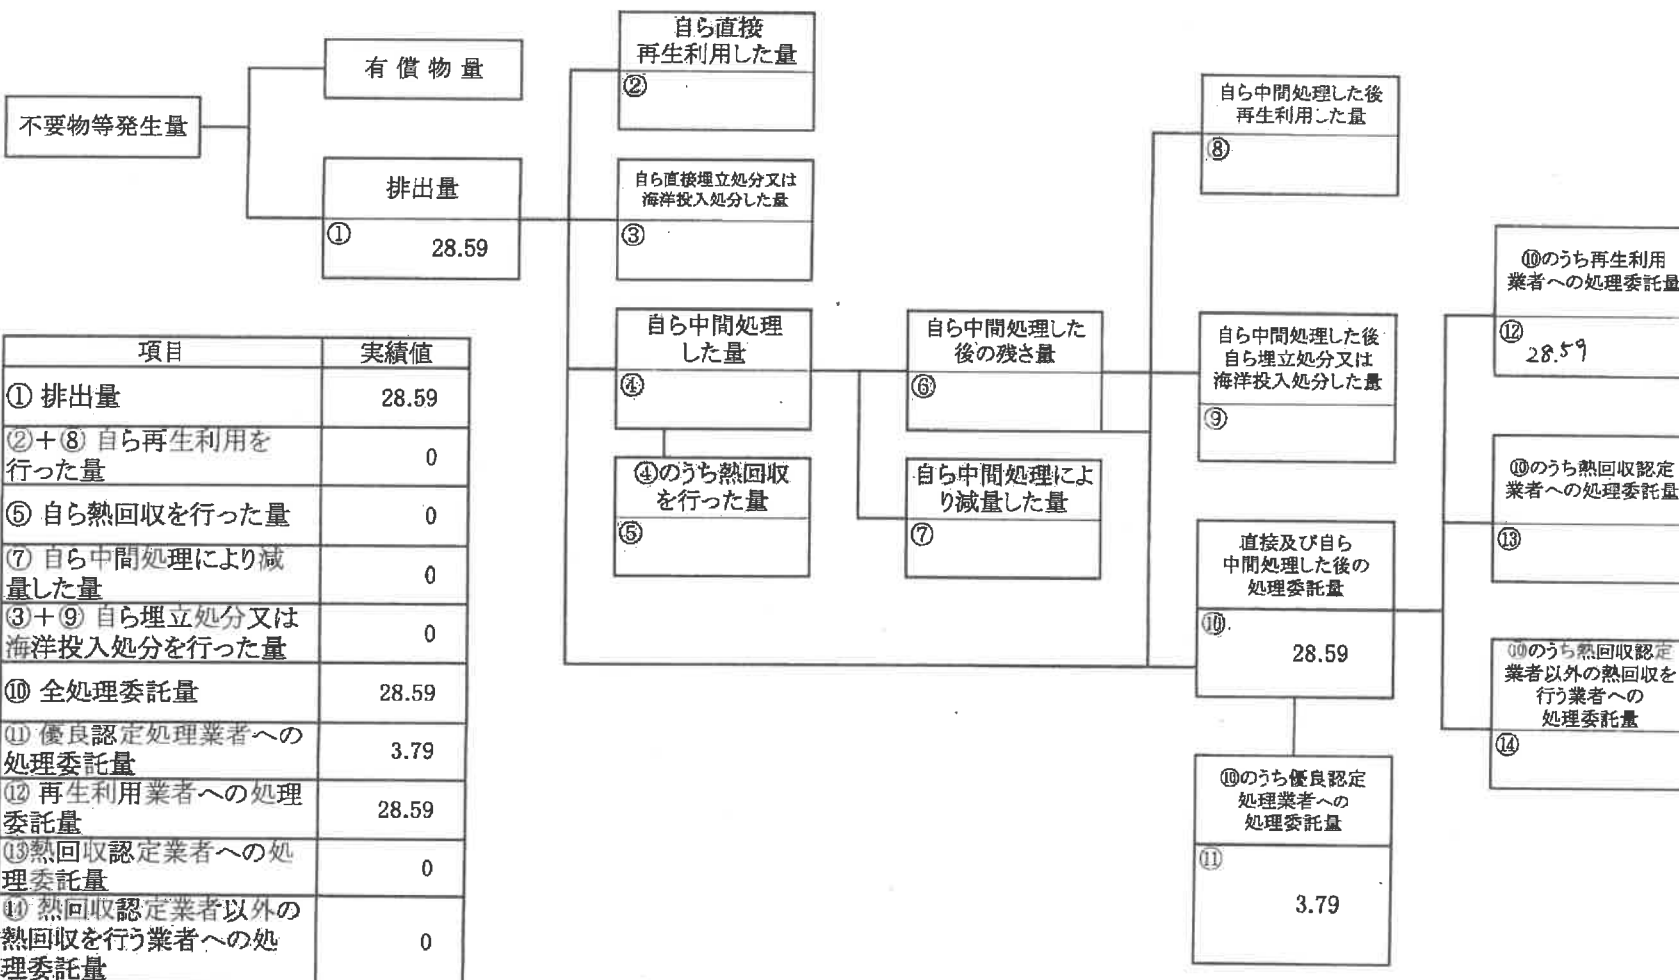 不要物等発生量
有償物量
排出量
①
28.59
自ら直接
再生利用した量
②
自ら直接埋立処分又は
海洋投入処分した量
③
自ら中間処理
した量
④
④のうち熱回収
を行った量
⑤
自ら中間処理した
後の残さ量
⑥
自ら中間処理によ
り減量した量
⑦
自ら中間処理した後
再生利用した量
⑧
自ら中間処理した後
自ら埋立処分又は
海洋投入処分した量
⑨
直接及び自ら
中間処理した後の
処理委託量
⑩
28.59
⑩のうち優良認定
処理業者への
処理委託量
⑪
3.79
⑩のうち再生利用
業者への処理委託量
⑫
28.59
⑩のうち熱回収認定
業者への処理委託量
⑬
⑩のうち熱回収認定
業者以外の熱回収を
行う業者への
処理委託量
⑭
項目 実績値
① 排出量 28.59
②+⑧ 自ら再生利用を
行った量 0
⑤ 自ら熱回収を行った量 0
⑦ 自ら中間処理により減
量した量 0
③+⑨ 自ら埋立処分又は
海洋投入処分を行った量 0
⑩ 全処理委託量 28.59
⑪ 優良認定処理業者への
処理委託量 3.79
⑫ 再生利用業者への処理
委託量 28.59
⑬熱回収認定業者への処
理委託量 0
⑭ 熱回収認定業者以外の
熱回収を行う業者への処
理委託量 0